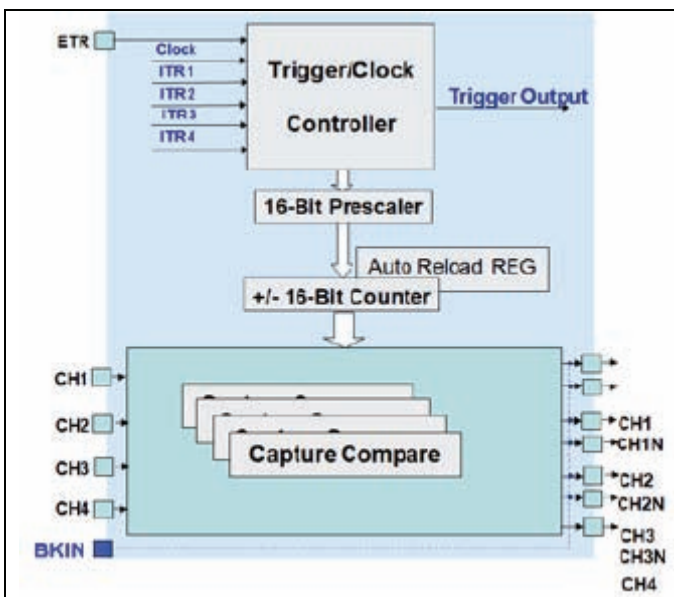 ETR
Clock
ITR1
ITR2
ITR3
ITR4
Trigger/Clock
Controller
Trigger Output
16-Bit Prescaler
Auto Reload REG
+/- 16-Bit Counter
CH1
CH2
CH3
CH4
BKIN
Capture Compare
CH1
CH1N
CH2
CH2N
CH3
CH3N
CH4